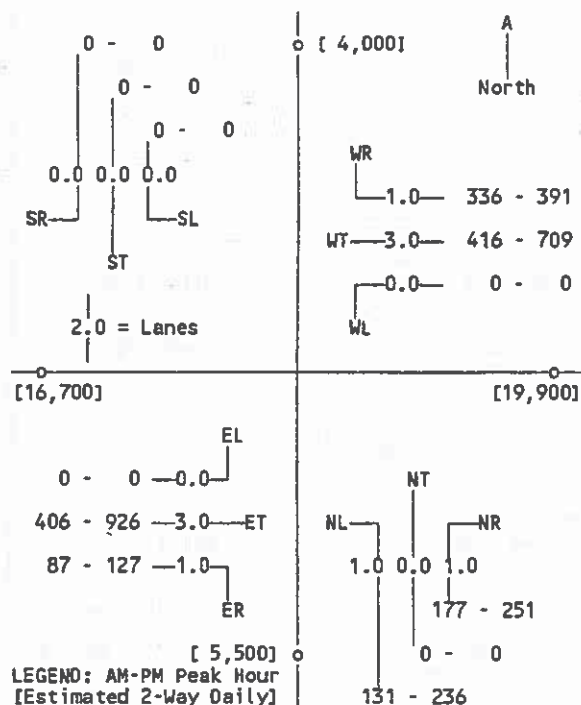 0 - 0
[ 4,000]
A
North
0 - 0
0 - 0
0.0 0.0 0.0
SR
SL
ST
WR
1.0 336 - 391
WT 3.0 416 - 709
0.0 0 - 0
WL
2.0 = Lanes
[16,700]
[19,900]
EL
0 - 0 0.0
406 - 926 3.0 ET
87 - 127 1.0
ER
NT
NL
NR
1.0 0.0 1.0
177 - 251
[ 5,500]
0 - 0
LEGEND: AM-PM Peak Hour
[Estimated 2-Way Daily]
131 - 236